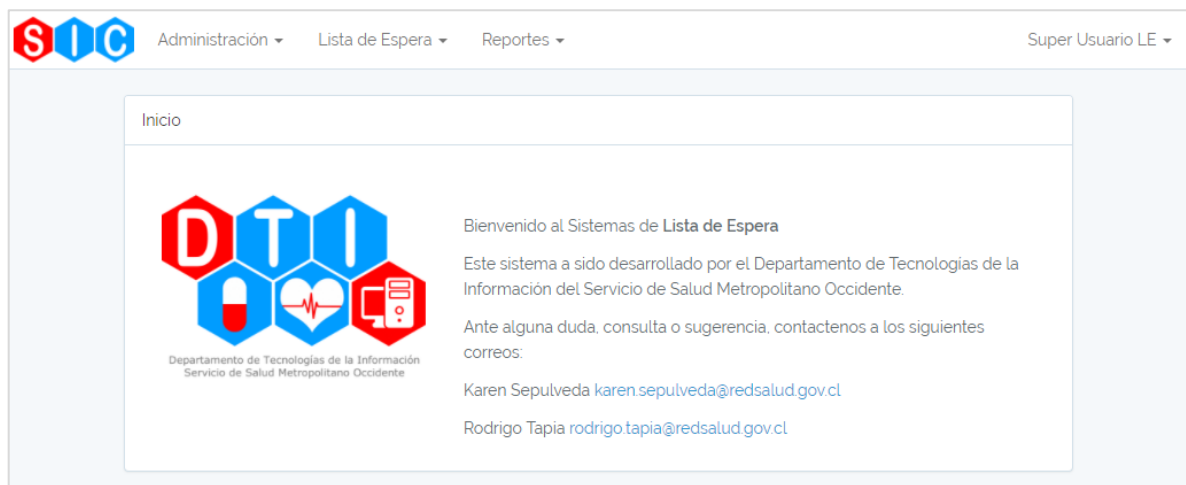 SIC Administración Lista de Espera Reportes Super Usuario LE
Inicio
DTI
Departamento de Tecnologías de la Información
Servicio de Salud Metropolitano Occidente
Bienvenido al Sistemas de Lista de Espera
Este sistema a sido desarrollado por el Departamento de Tecnologías de la
Información del Servicio de Salud Metropolitano Occidente.
Ante alguna duda, consulta o sugerencia, contactenos a los siguientes
correos:
Karen Sepulveda karen.sepulveda@redsalud.gov.cl
Rodrigo Tapia rodrigo.tapia@redsalud.gov.cl